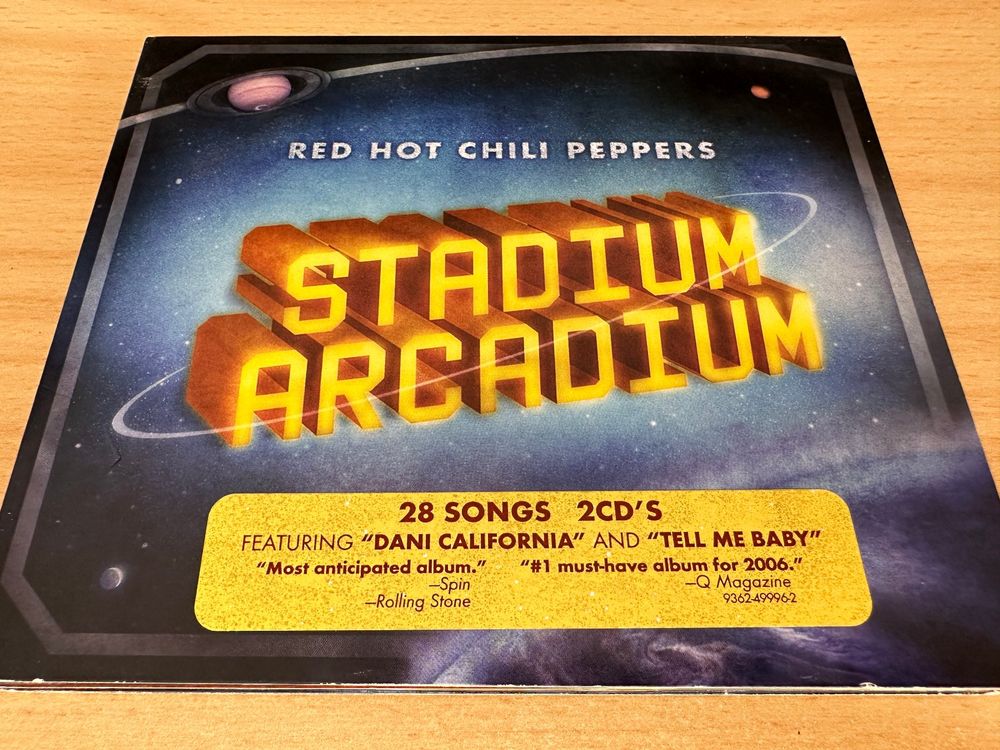 RED HOT CHILI PEPPERS
STADIUM
ARCADIUM
28 SONGS 2CD'S
FEATURING "DANI CALIFORNIA" AND "TELL ME BABY"
"Most anticipated album." "#1 must-have album for 2006."
—Spin —Q Magazine
—Rolling Stone 9362-49996-2